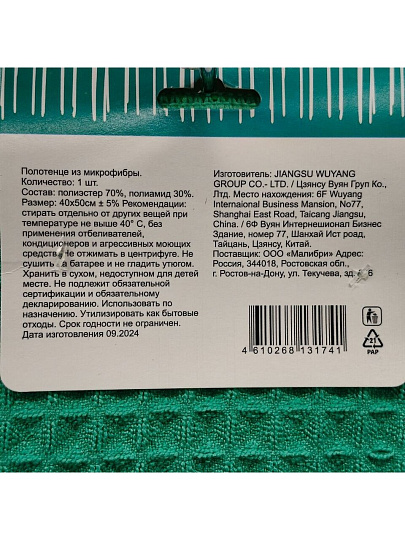 Полотенце из микрофибры.
Количество: 1 шт.
Состав: полиэстер 70%, полиамид 30%.
Размер: 40х50см ± 5% Рекомендации:
стирать отдельно от других вещей при
температуре не выше 40° С, без
применения отбеливателей,
кондиционеров и агрессивных моющих
средств. Не отжимать в центрифуге. Не
сушить на батарее и не гладить утюгом.
Хранить в сухом, недоступном для детей
месте. Не подлежит обязательной
сертификации и обязательному
декларированию. Использовать по
назначению. Утилизировать как бытовые
отходы. Срок годности не ограничен.
Дата изготовления 09.2024
Изготовитель: JIANGSU WUYANG
GROUP CO.- LTD. / Цзянсу Вуян Груп Ко.,
Лтд. Место нахождения: 6F Wuyang
Internaional Business Mansion, No77,
Shanghai East Road, Taicang Jiangsu,
China. / 6Ф Вуян Интернешионал Бизнес
Здание, номер 77, Шанхай Ист роад,
Тайцань, Цзянсу, Китай.
Поставщик: ООО «Малибри» Адрес:
Россия, 344018, Ростовская обл.,
г. Ростов-на-Дону, ул. Текучева, зд.
4 610268 131741
21
PAP